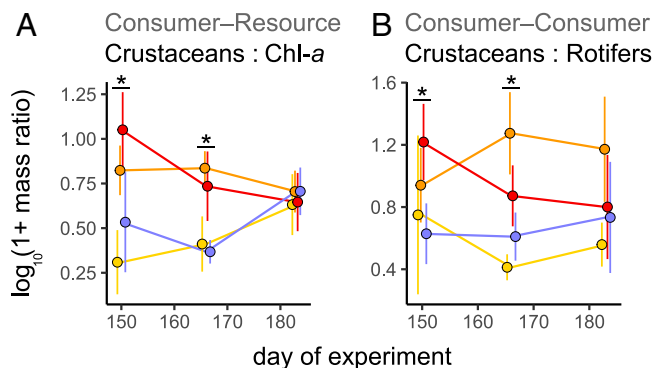 A
Consumer–Resource
Crustaceans : Chl-a
B
Consumer–Consumer
Crustaceans : Rotifers
log10(1+ mass ratio)
1.25
1.00
0.75
0.50
0.25
*
*
150
160
170
180
1.6
1.2
0.8
0.4
*
*
150
160
170
180
day of experiment